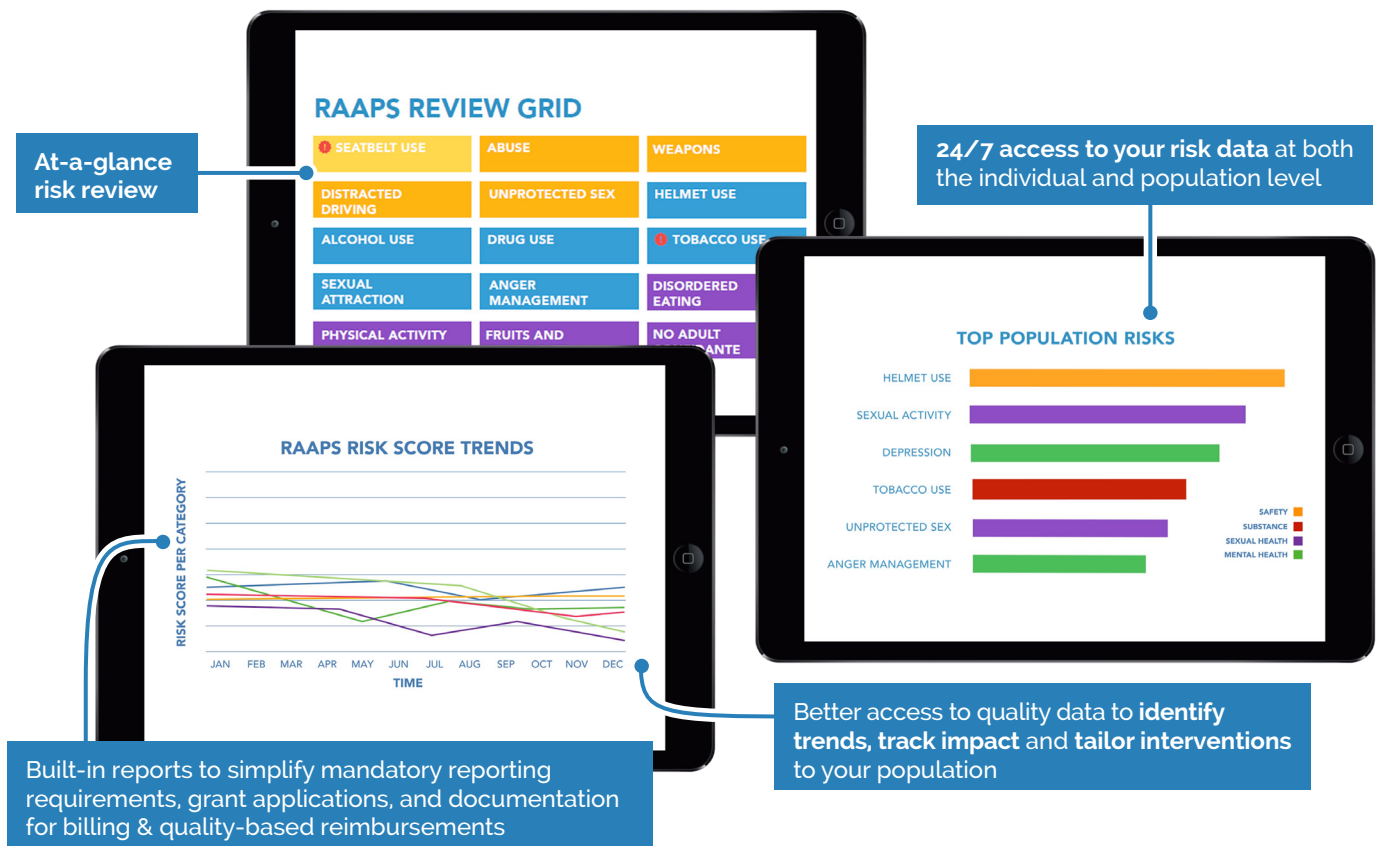 RAAPS REVIEW GRID
At-a-glance
risk review
SEATBELT USE
ABUSE
WEAPONS
DISTRACTED
DRIVING
UNPROTECTED SEX
HELMET USE
ALCOHOL USE
DRUG USE
TOBACCO USE
SEXUAL
ATTRACTION
ANGER
MANAGEMENT
DISORDERED
EATING
PHYSICAL ACTIVITY
FRUITS AND
NO ADULT
24/7 access to your risk data at both
the individual and population level
TOP POPULATION RISKS
HELMET USE
SEXUAL ACTIVITY
DEPRESSION
TOBACCO USE
UNPROTECTED SEX
ANGER MANAGEMENT
SAFETY
SUBSTANCE
SEXUAL HEALTH
MENTAL HEALTH
RAAPS RISK SCORE TRENDS
RISK SCORE PER CATEGORY
JAN FEB MAR APR MAY JUN JUL AUG SEP OCT NOV DEC
TIME
Better access to quality data to identify
trends, track impact and tailor interventions
to your population
Built-in reports to simplify mandatory reporting
requirements, grant applications, and documentation
for billing & quality-based reimbursements